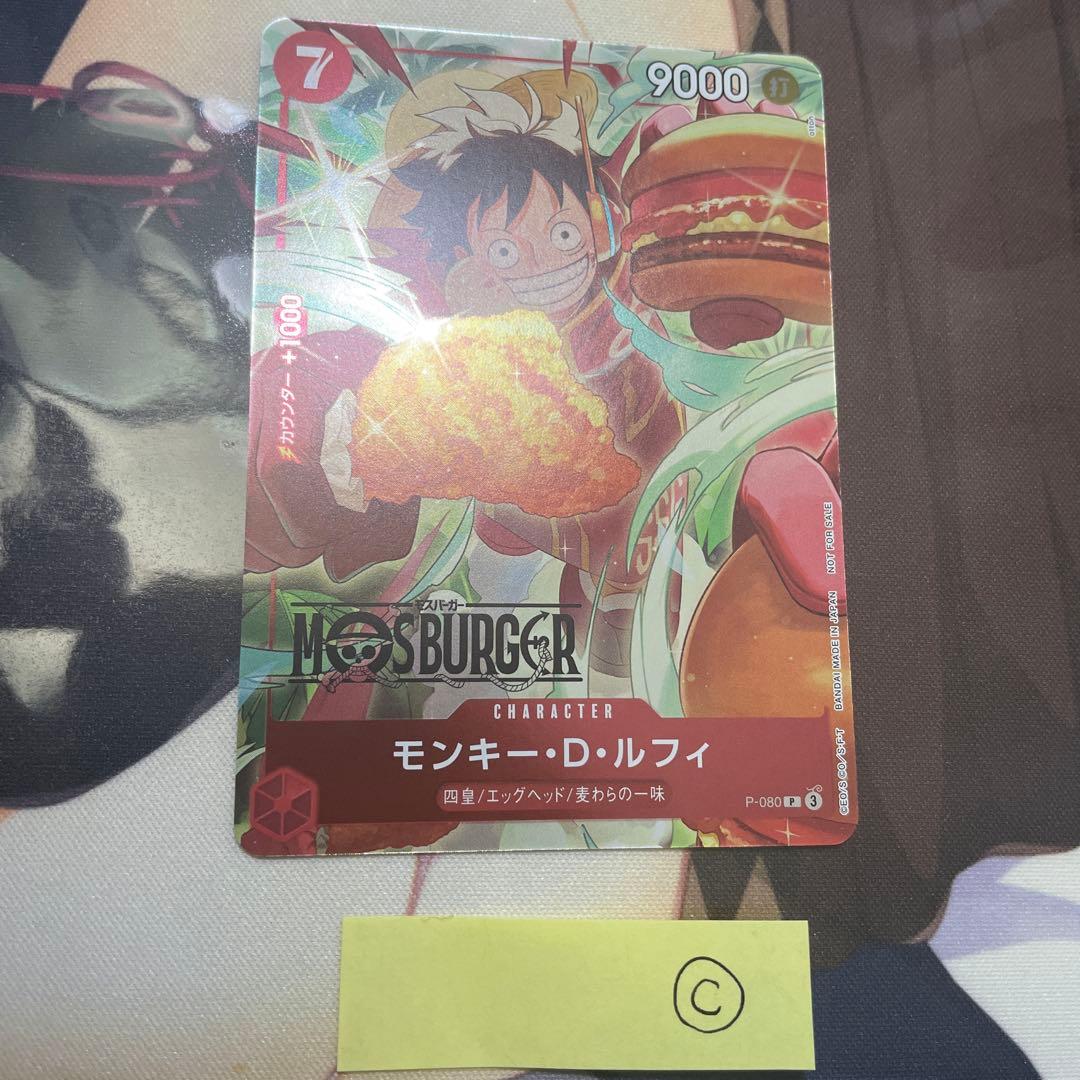 7
9000 打
カウンター +1000
モスバーガー
MOSBURGER
CHARACTER
モンキー・D・ルフィ
四皇/エッグヘッド/麦わらの一味
P-080 P 3
©EO/S CO/S・F・T BANDAI MADE IN JAPAN NOT FOR SALE
C